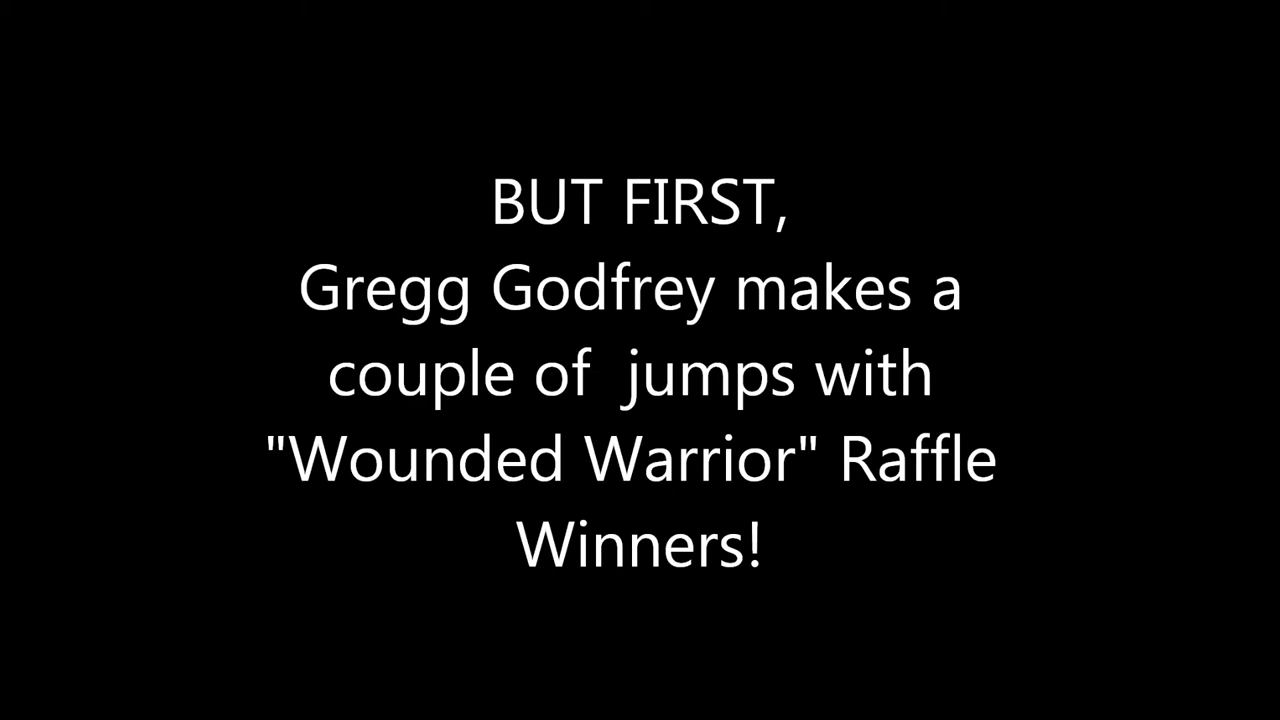 BUT FIRST,
Gregg Godfrey makes a
couple of  jumps with
"Wounded Warrior" Raffle
Winners!